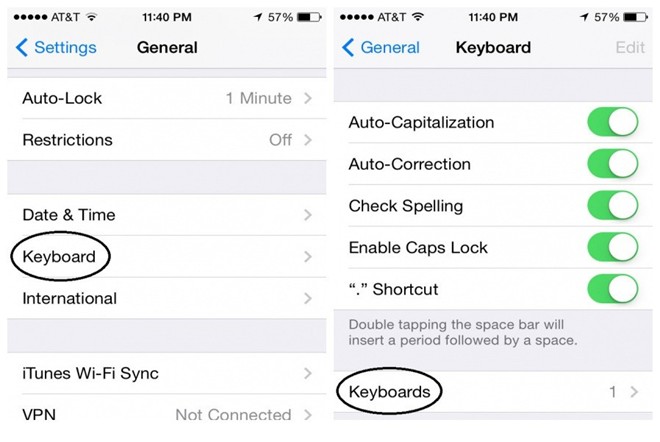 AT&T 11:40 PM 57%
Settings General
Auto-Lock 1 Minute
Restrictions Off
Date & Time
Keyboard
International
iTunes Wi-Fi Sync
VPN Not Connected
AT&T 11:40 PM 57%
General Keyboard Edit
Auto-Capitalization
Auto-Correction
Check Spelling
Enable Caps Lock
“.” Shortcut
Double tapping the space bar will
insert a period followed by a space.
Keyboards 1